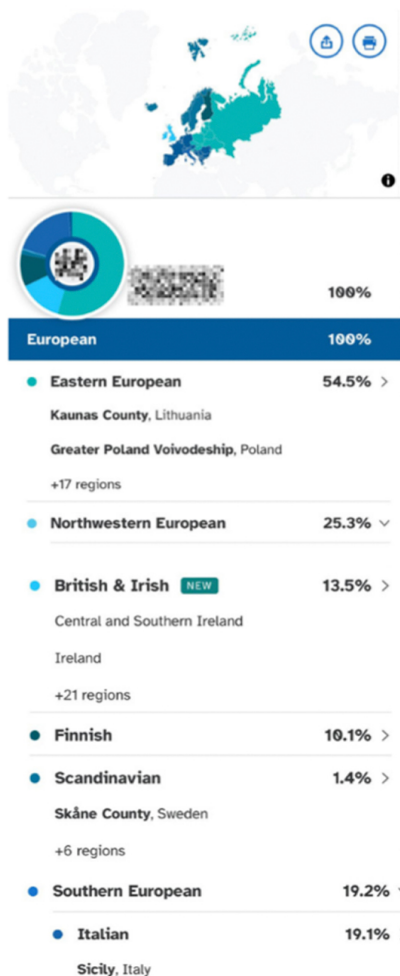 100%
European 100%
Eastern European 54.5%
Kaunas County, Lithuania
Greater Poland Voivodeship, Poland
+17 regions
Northwestern European 25.3%
British & Irish NEW 13.5%
Central and Southern Ireland
Ireland
+21 regions
Finnish 10.1%
Scandinavian 1.4%
Skåne County, Sweden
+6 regions
Southern European 19.2%
Italian 19.1%
Sicily, Italy